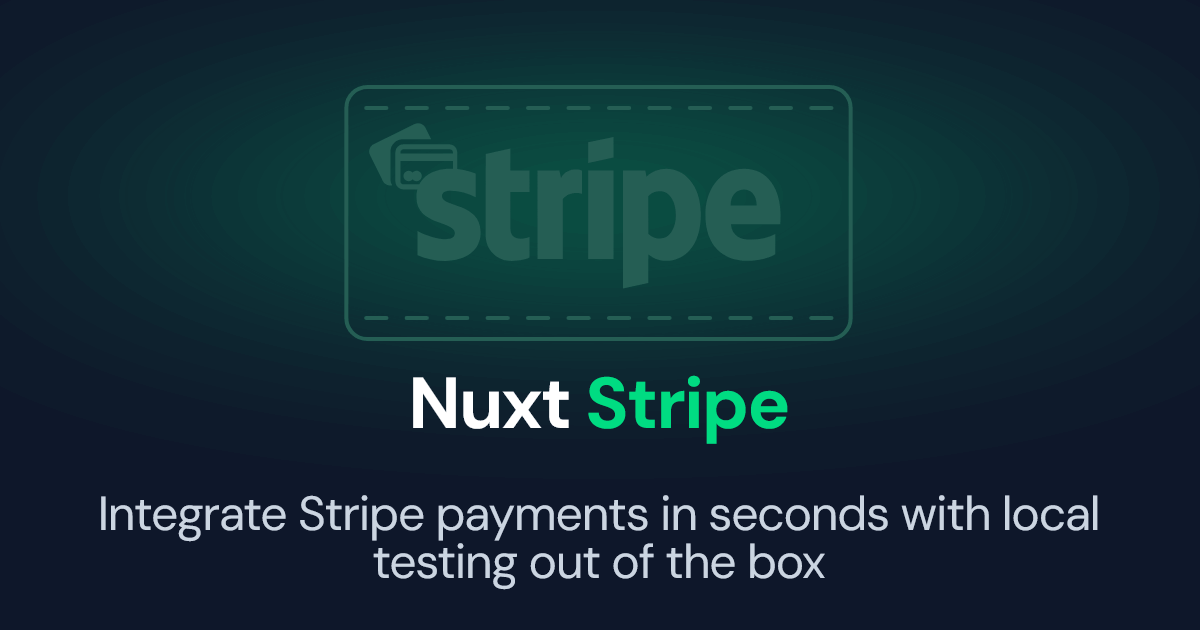 stripe
Nuxt Stripe
Integrate Stripe payments in seconds with local
testing out of the box